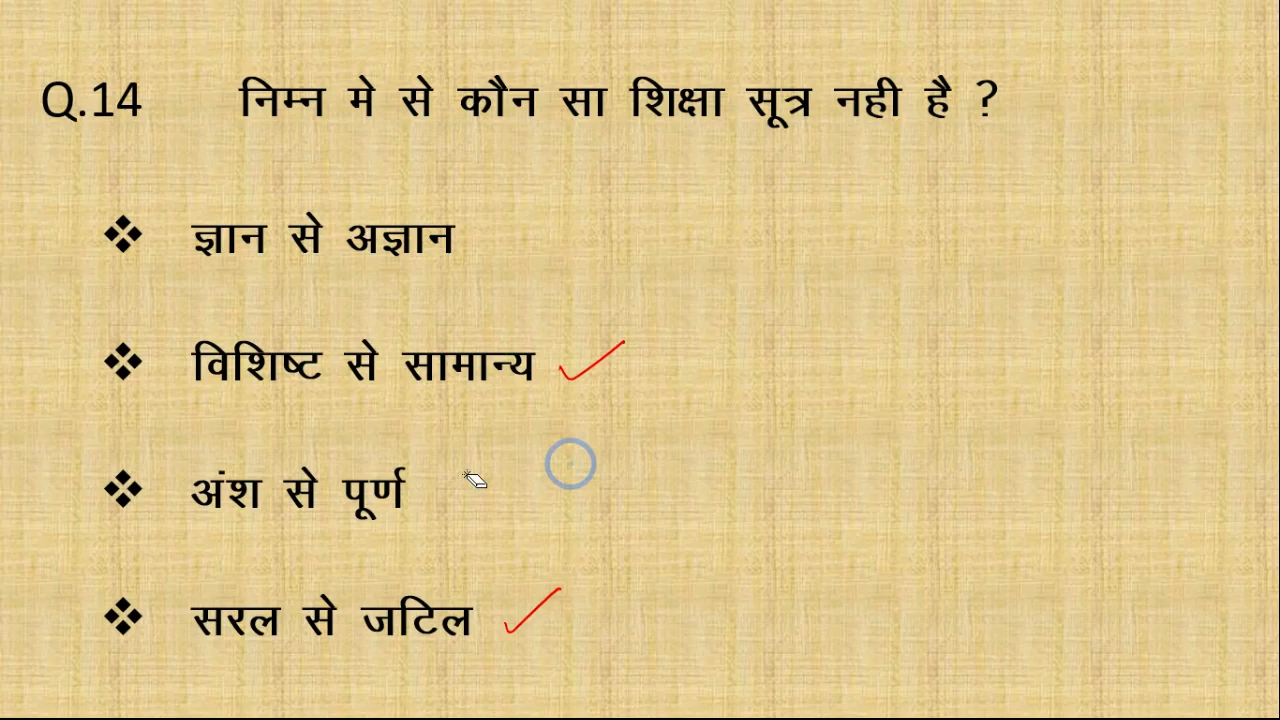 Q.14 निम्न मे से कौन सा शिक्षा सूत्र नही है ?
❖ ज्ञान से अज्ञान
❖ विशिष्ट से सामान्य
❖ अंश से पूर्ण
❖ सरल से जटिल